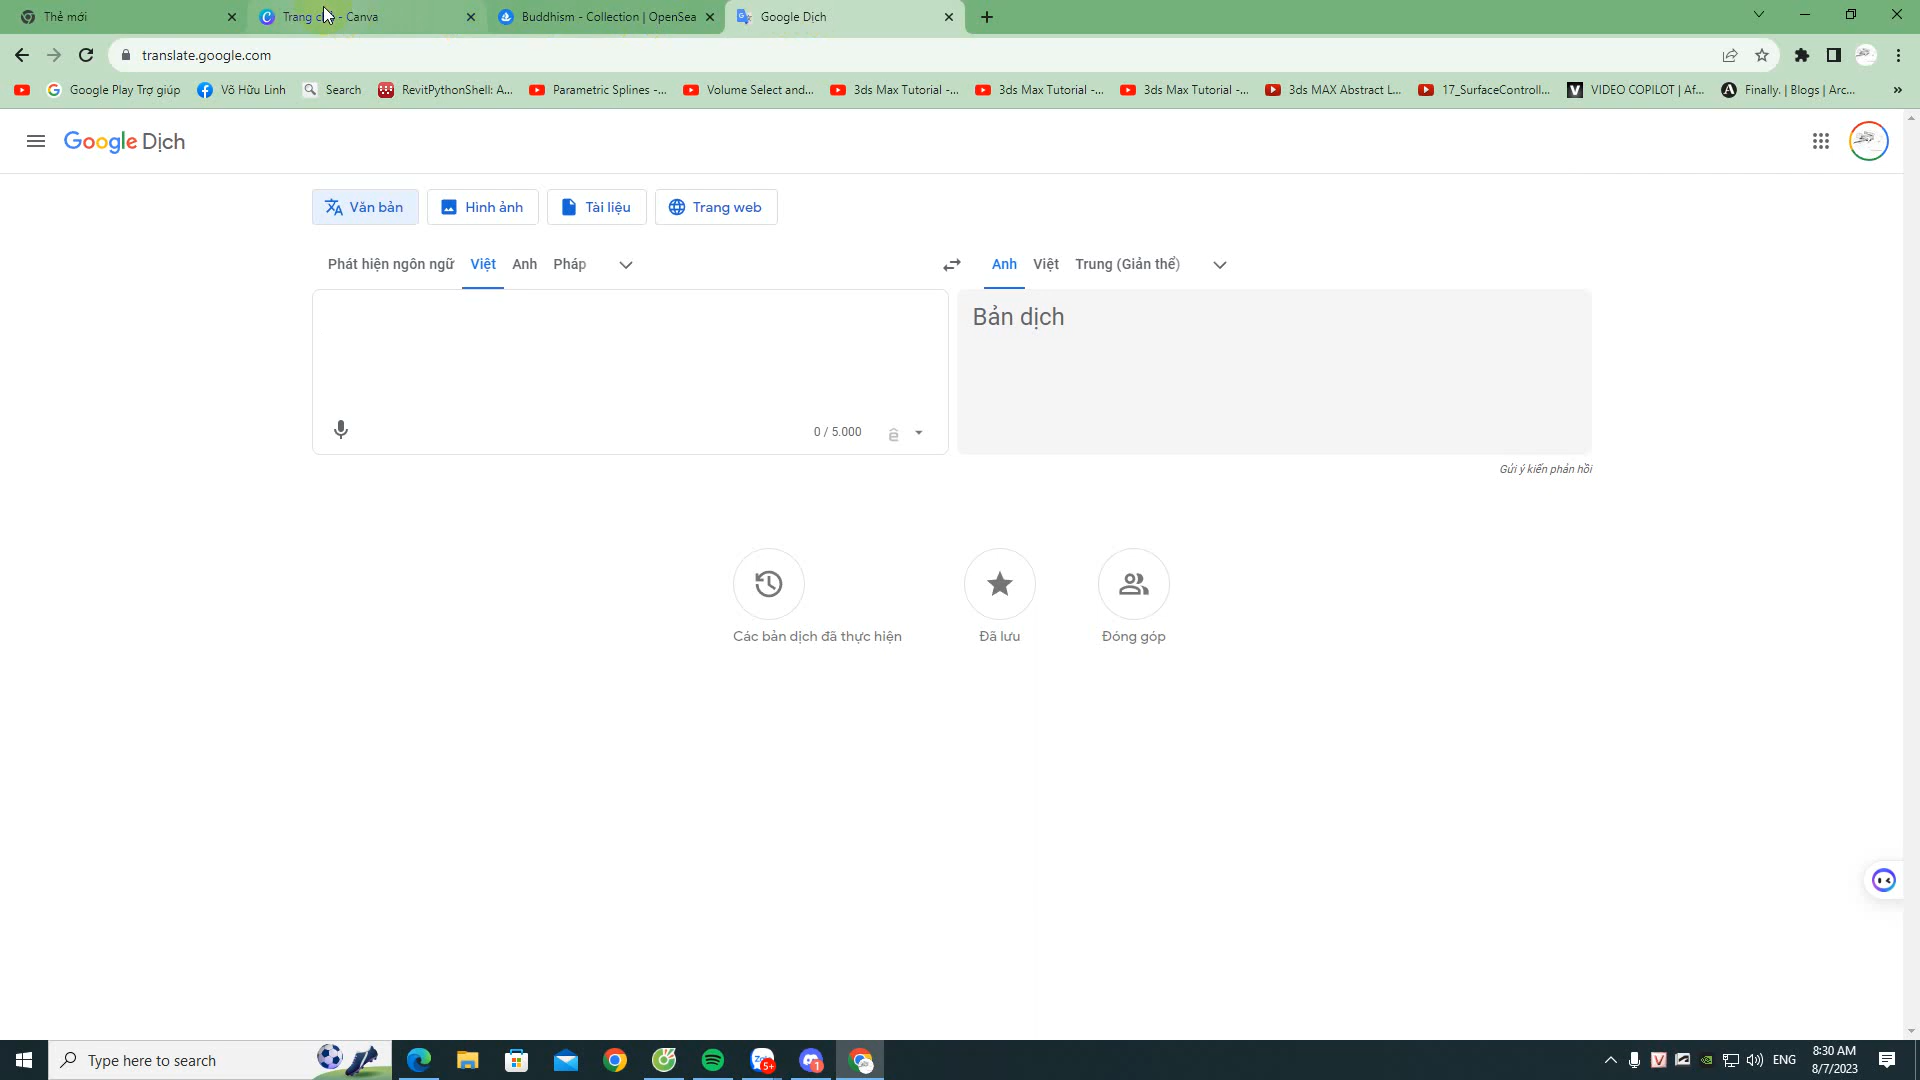 Thẻ mới
Trang c - Canva
Buddhism - Collection | OpenSea
Google Dịch
translate.google.com
Google Play Trợ giúp
Võ Hữu Linh
Search
RevitPythonShell: A...
Parametric Splines -...
Volume Select and...
3ds Max Tutorial -...
3ds Max Tutorial -...
3ds Max Tutorial -...
3ds MAX Abstract L...
17_SurfaceControll...
VIDEO COPILOT | Af...
Finally. | Blogs | Arc...
»
Google Dịch
Văn bản
Hình ảnh
Tài liệu
Trang web
Phát hiện ngôn ngữ
Việt
Anh
Pháp
Anh
Việt
Trung (Giản thể)
Bản dịch
0 / 5.000
Gửi ý kiến phản hồi
Các bản dịch đã thực hiện
Đã lưu
Đóng góp
Type here to search
5+
1
ENG
8:30 AM
8/7/2023